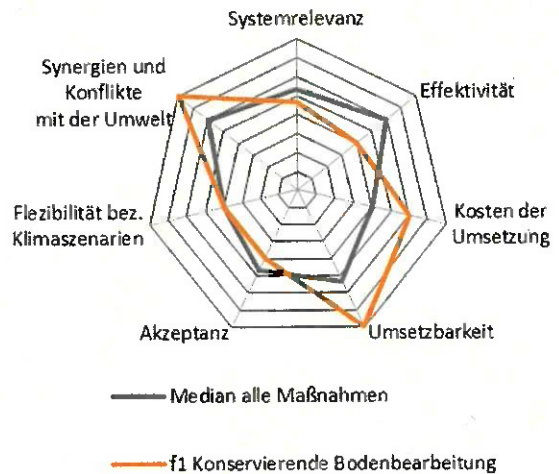 Systemrelevanz
Effektivität
Kosten der
Umsetzung
Umsetzbarkeit
Akzeptanz
Flezibilität bez.
Klimaszenarien
Synergien und
Konflikte
mit der Umwelt
Median alle Maßnahmen
f1 Konservierende Bodenbearbeitung